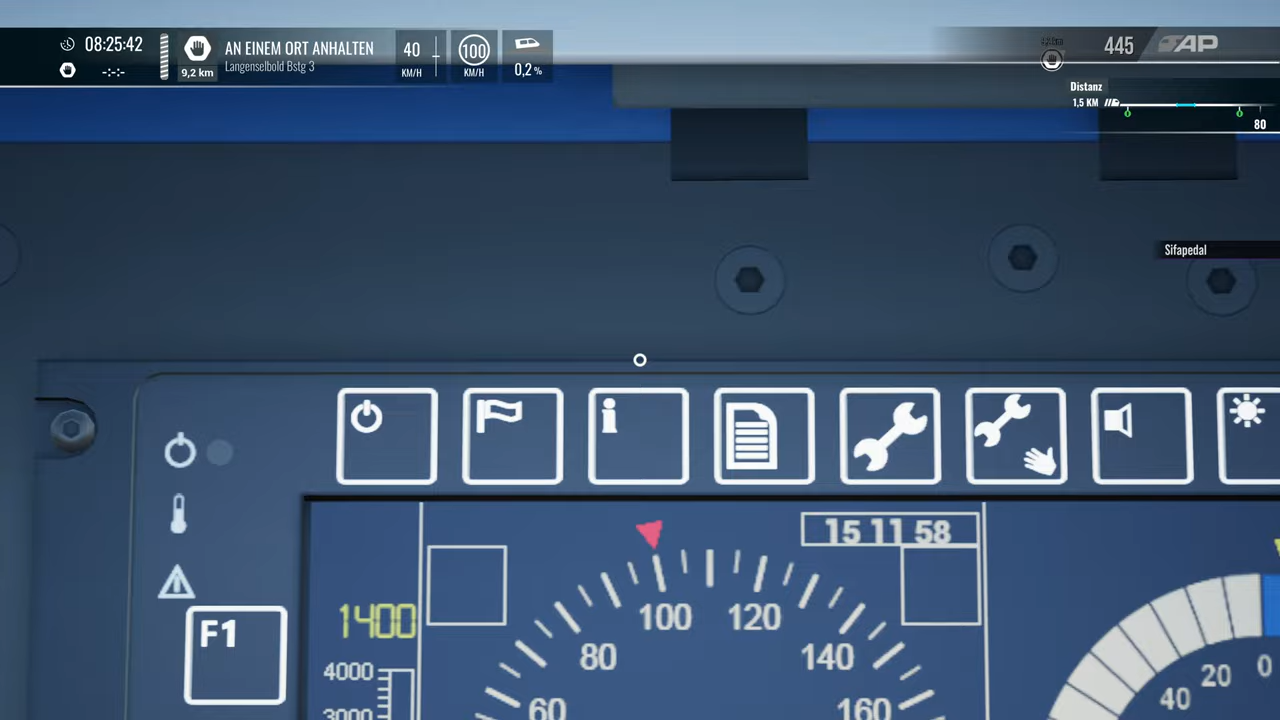 08:25:42
-:-:-
9,2 km
AN EINEM ORT ANHALTEN
Langenselbold Bstg 3
40
KM/H
100
KM/H
0,2 %
445
AP
Distanz
1,5 KM
80
Sifapedal
15 11 58
F1
1400
4000
3000
60
80
100
120
140
160
40
20
0